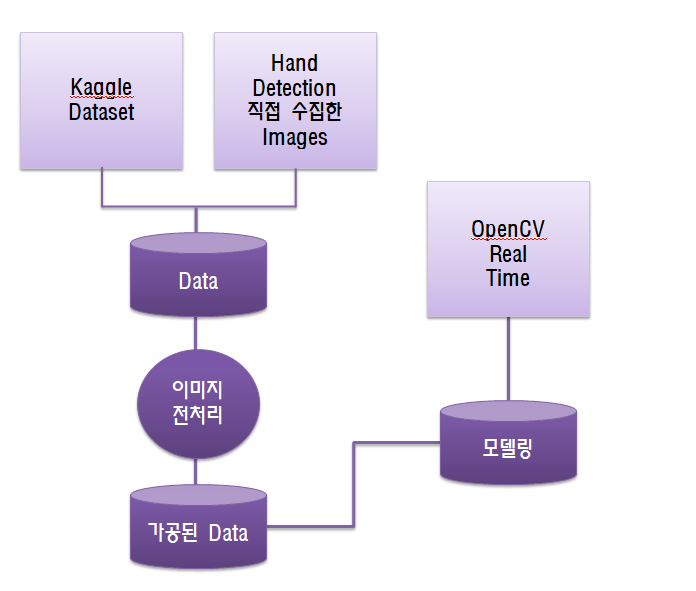 Kaggle
Dataset
Hand
Detection
직접 수집한
Images
Data
이미지
전처리
가공된 Data
OpenCV
Real
Time
모델링